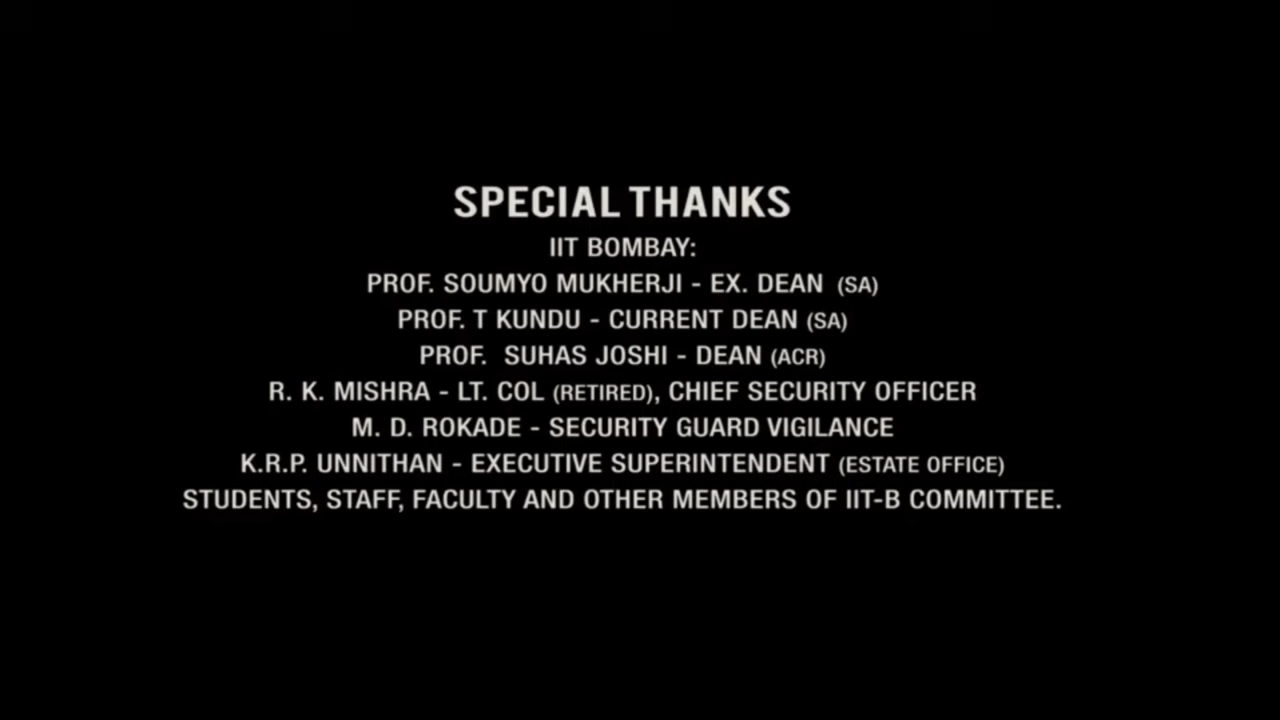 SPECIAL THANKS
IIT BOMBAY:
PROF. SOUMYO MUKHERJI - EX. DEAN (SA)
PROF. T KUNDU - CURRENT DEAN (SA)
PROF. SUHAS JOSHI - DEAN (ACR)
R. K. MISHRA - LT. COL (RETIRED), CHIEF SECURITY OFFICER
M. D. ROKADE - SECURITY GUARD VIGILANCE
K.R.P. UNNITHAN - EXECUTIVE SUPERINTENDENT (ESTATE OFFICE)
STUDENTS, STAFF, FACULTY AND OTHER MEMBERS OF IIT-B COMMITTEE.